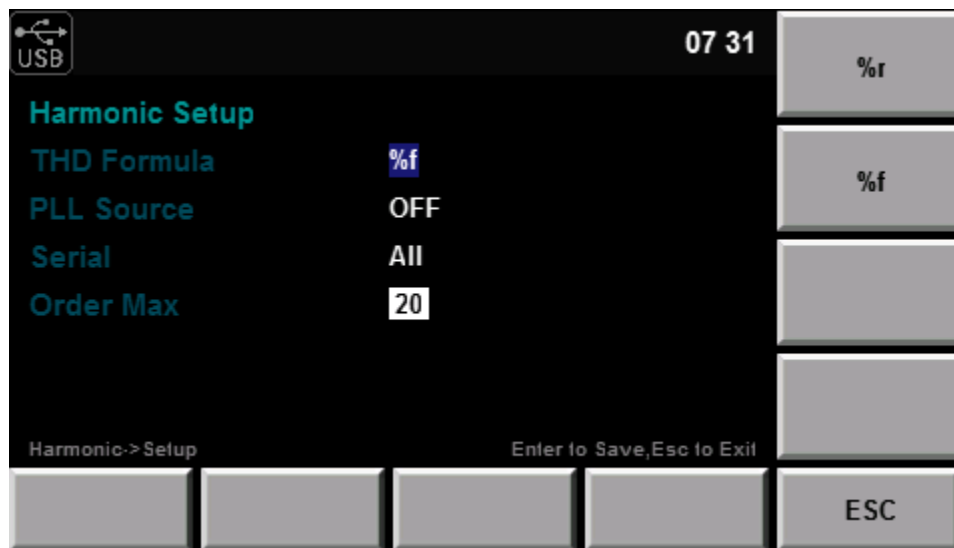 USB
07 31
Harmonic Setup
THD Formula %f
PLL Source OFF
Serial All
Order Max 20
Harmonic->Setup Enter to Save,Esc to Exit
%r
%f
ESC